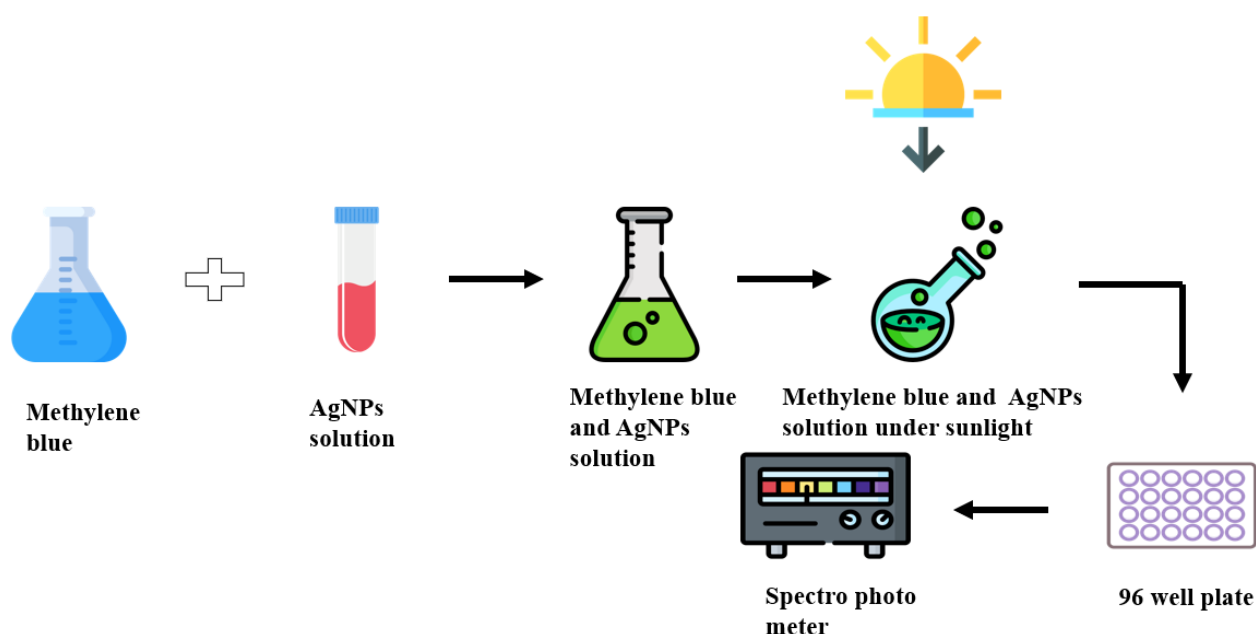 Methylene
blue
AgNPs
solution
Methylene blue
and AgNPs
solution
Methylene blue and AgNPs
solution under sunlight
96 well plate
Spectro photo
meter